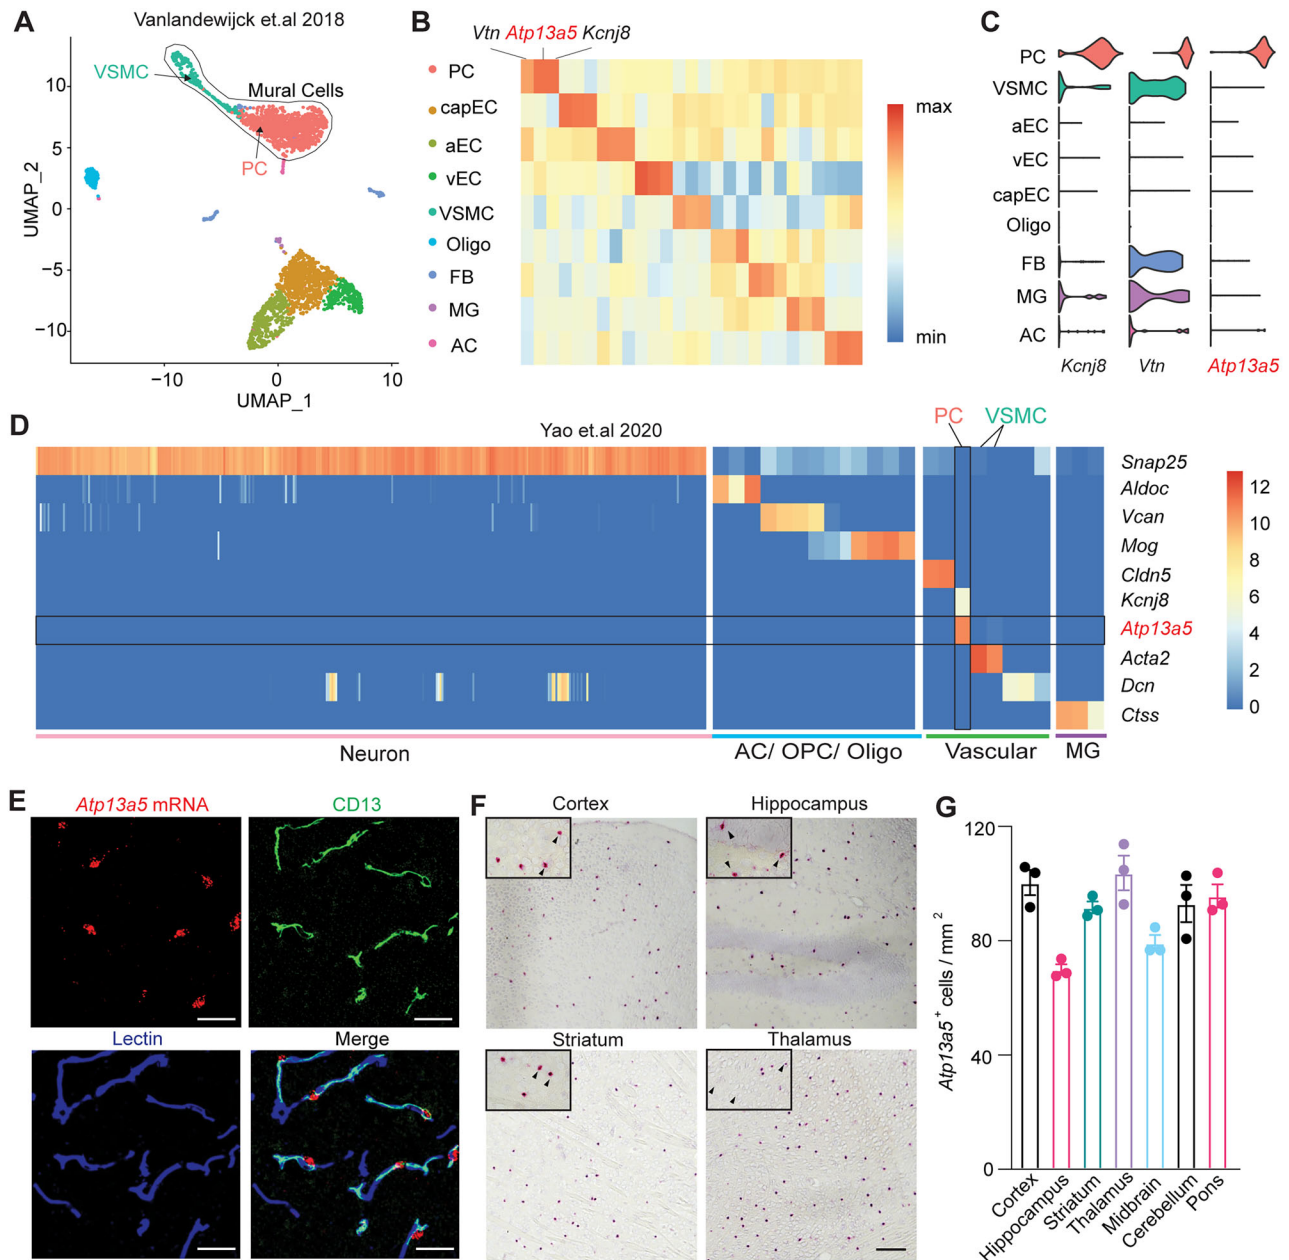 A
Vanlandewijck et.al 2018
VSMC
Mural Cells
PC
10
5
0
−5
−10
UMAP_2
−10
0
10
UMAP_1
B
Vtn Atp13a5 Kcnj8
PC
capEC
aEC
vEC
VSMC
Oligo
FB
MG
AC
max
min
C
PC
VSMC
aEC
vEC
capEC
Oligo
FB
MG
AC
Kcnj8
Vtn
Atp13a5
D
Yao et.al 2020
PC
VSMC
Snap25
Aldoc
Vcan
Mog
Cldn5
Kcnj8
Atp13a5
Acta2
Dcn
Ctss
12
10
8
6
4
2
0
Neuron
AC/ OPC/ Oligo
Vascular
MG
E
Atp13a5 mRNA
CD13
Lectin
Merge
F
Cortex
Hippocampus
Striatum
Thalamus
G
Atp13a5+ cells / mm2
120
80
40
0
Cortex
Hippocampus
Striatum
Thalamus
Midbrain
Cerebellum
Pons